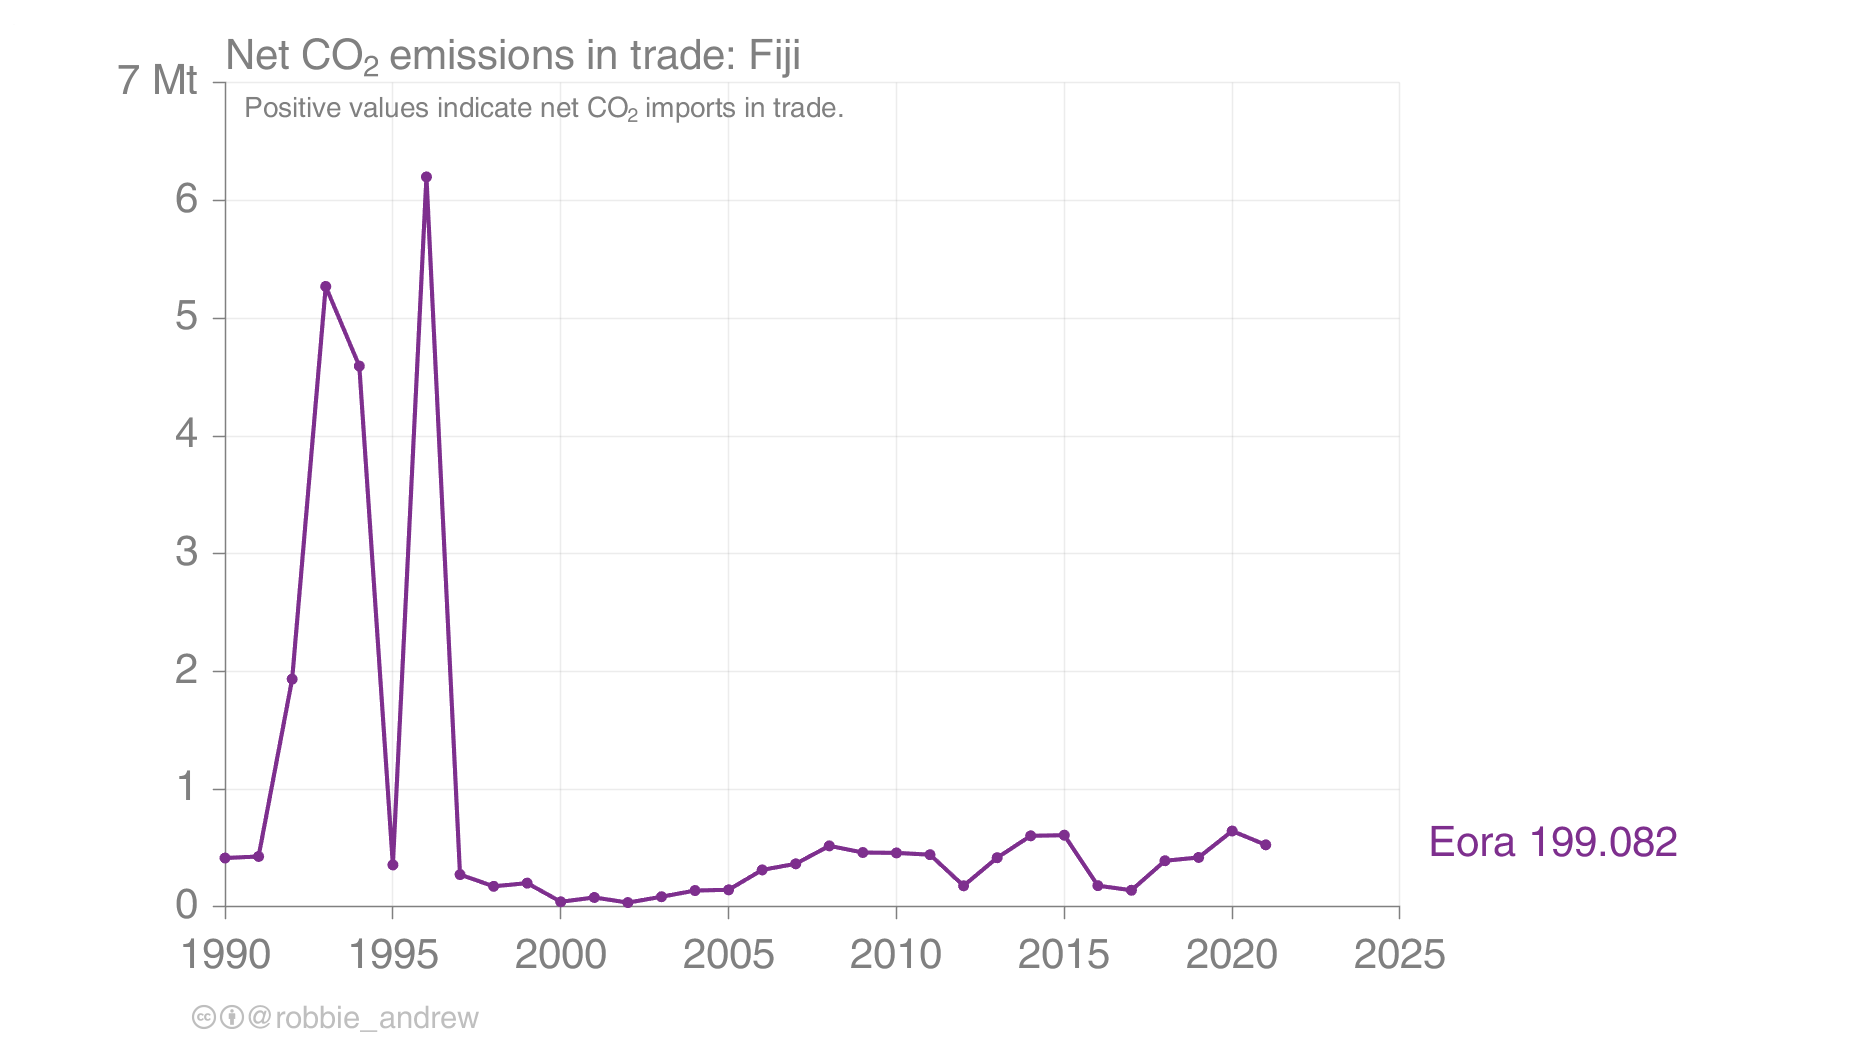 Net CO₂ emissions in trade: Fiji
7 Mt
Positive values indicate net CO₂ imports in trade.
6
5
4
3
2
1
0
Eora 199.082
1990 1995 2000 2005 2010 2015 2020 2025
@robbie_andrew